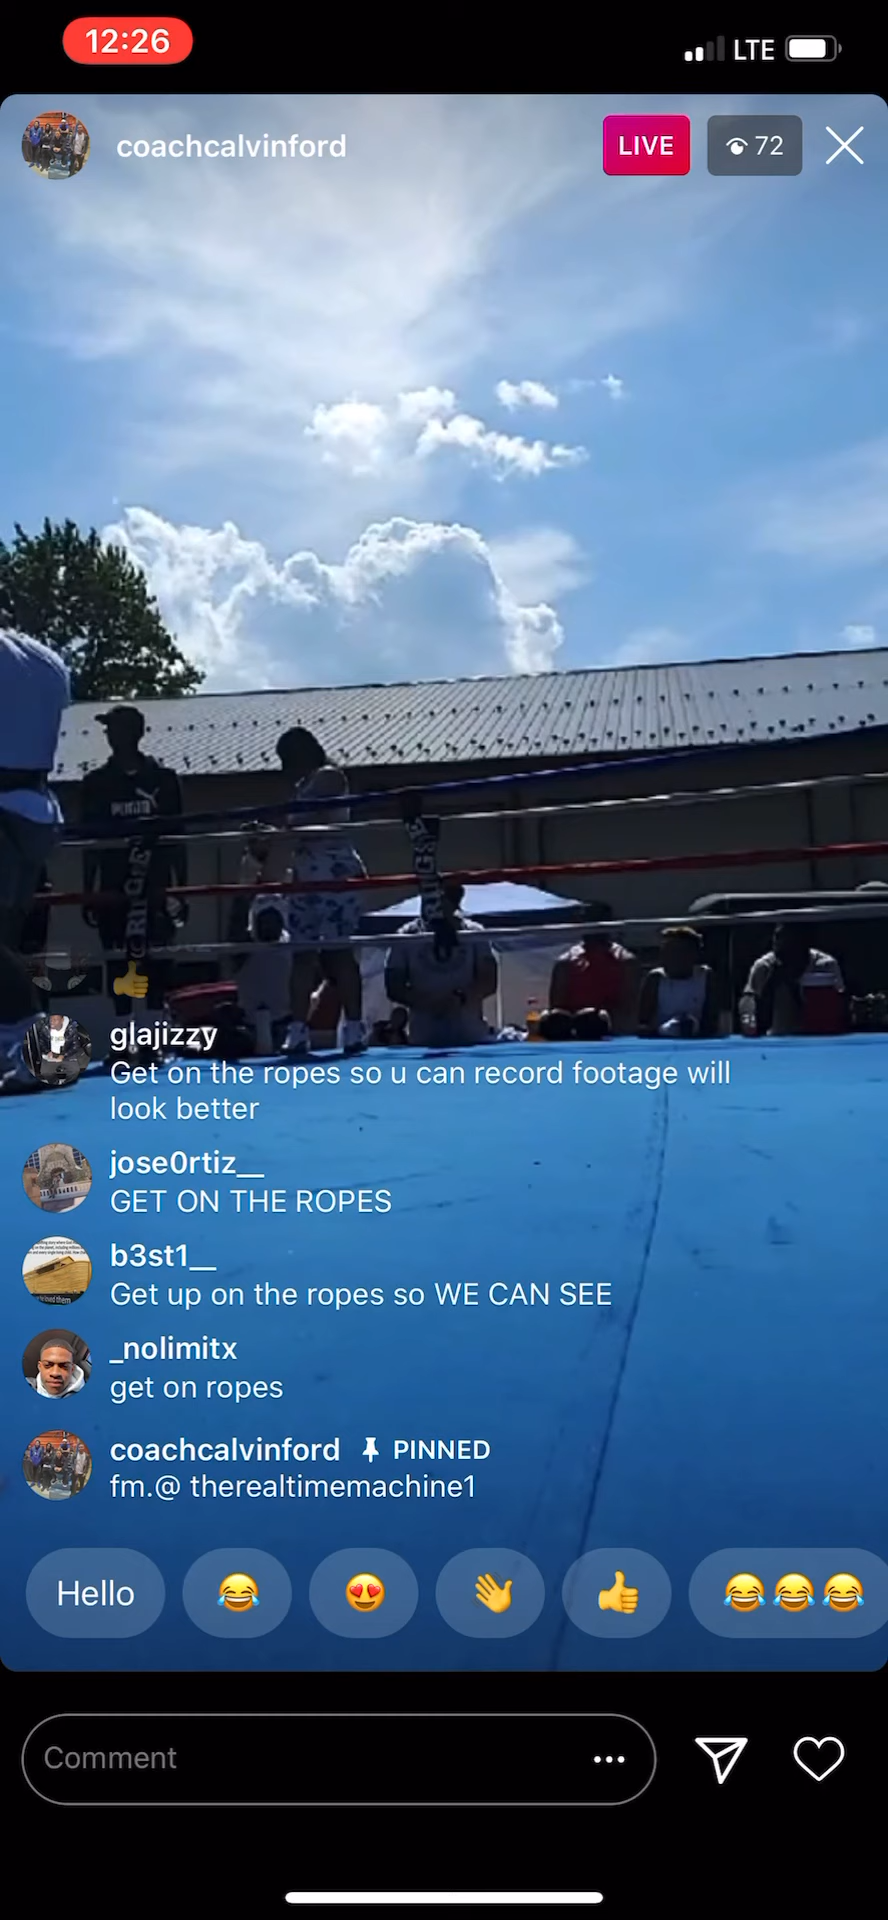 12:26
LTE
coachcalvinford
LIVE
72
PUMA
RINGSIDE
glajizzy
Get on the ropes so u can record footage will
look better
jose0rtiz__
GET ON THE ROPES
b3st1__
Get up on the ropes so WE CAN SEE
_nolimitx
get on ropes
coachcalvinford PINNED
fm.@ therealtimemachine1
Hello
Comment